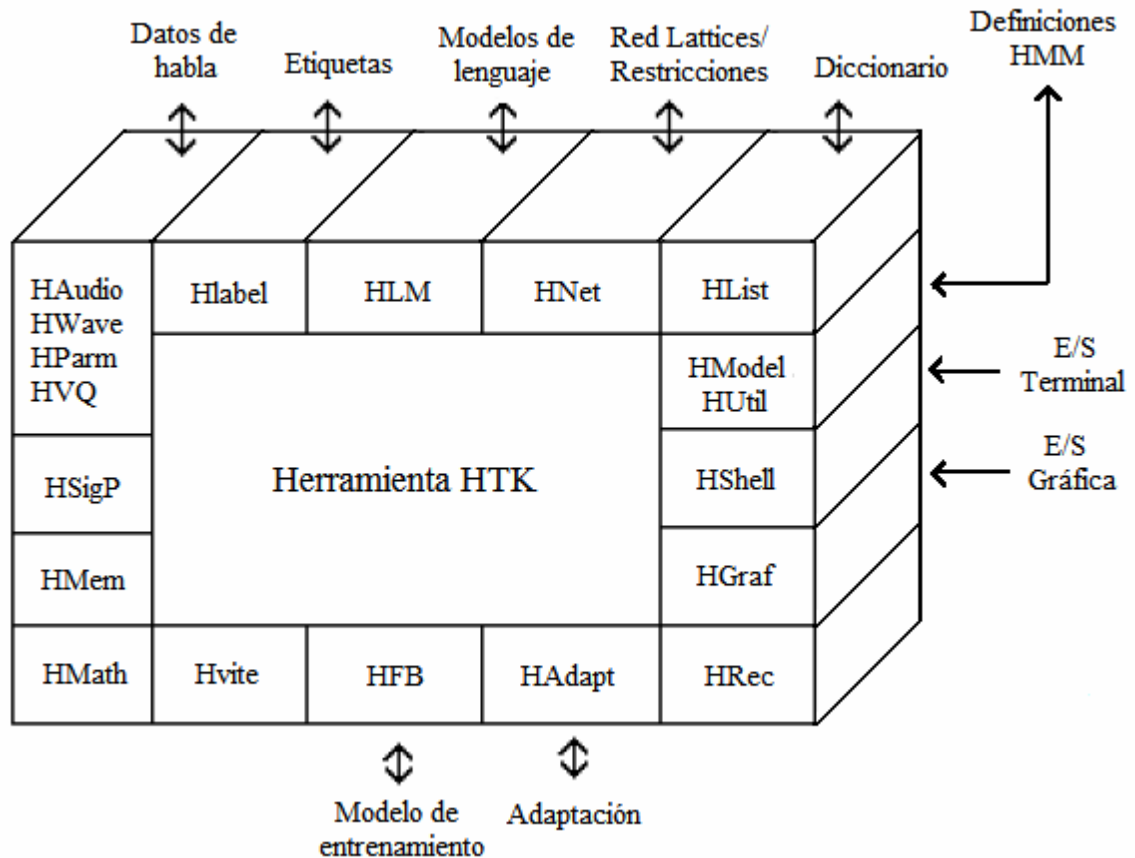 Datos de
habla
Etiquetas
Modelos de
lenguaje
Red Lattices/
Restricciones
Diccionario
Definiciones
HMM
HAudio
HWave
HParm
HVQ
Hlabel
HLM
HNet
HList
HModel
HUtil
E/S
Terminal
HSigP
Herramienta HTK
HShell
E/S
Gráfica
HMem
HGraf
HMath
Hvite
HFB
HAdapt
HRec
Modelo de
entrenamiento
Adaptación